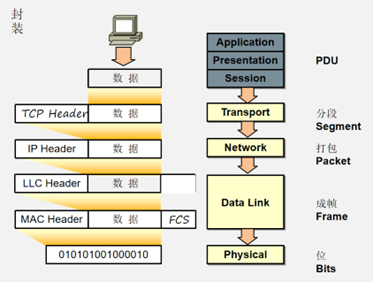 封装
Application
Presentation
Session
PDU
数据
TCP Header
数据
Transport
分段
Segment
IP Header
数据
Network
打包
Packet
LLC Header
数据
MAC Header
数据
FCS
Data Link
成帧
Frame
010101001000010
Physical
位
Bits